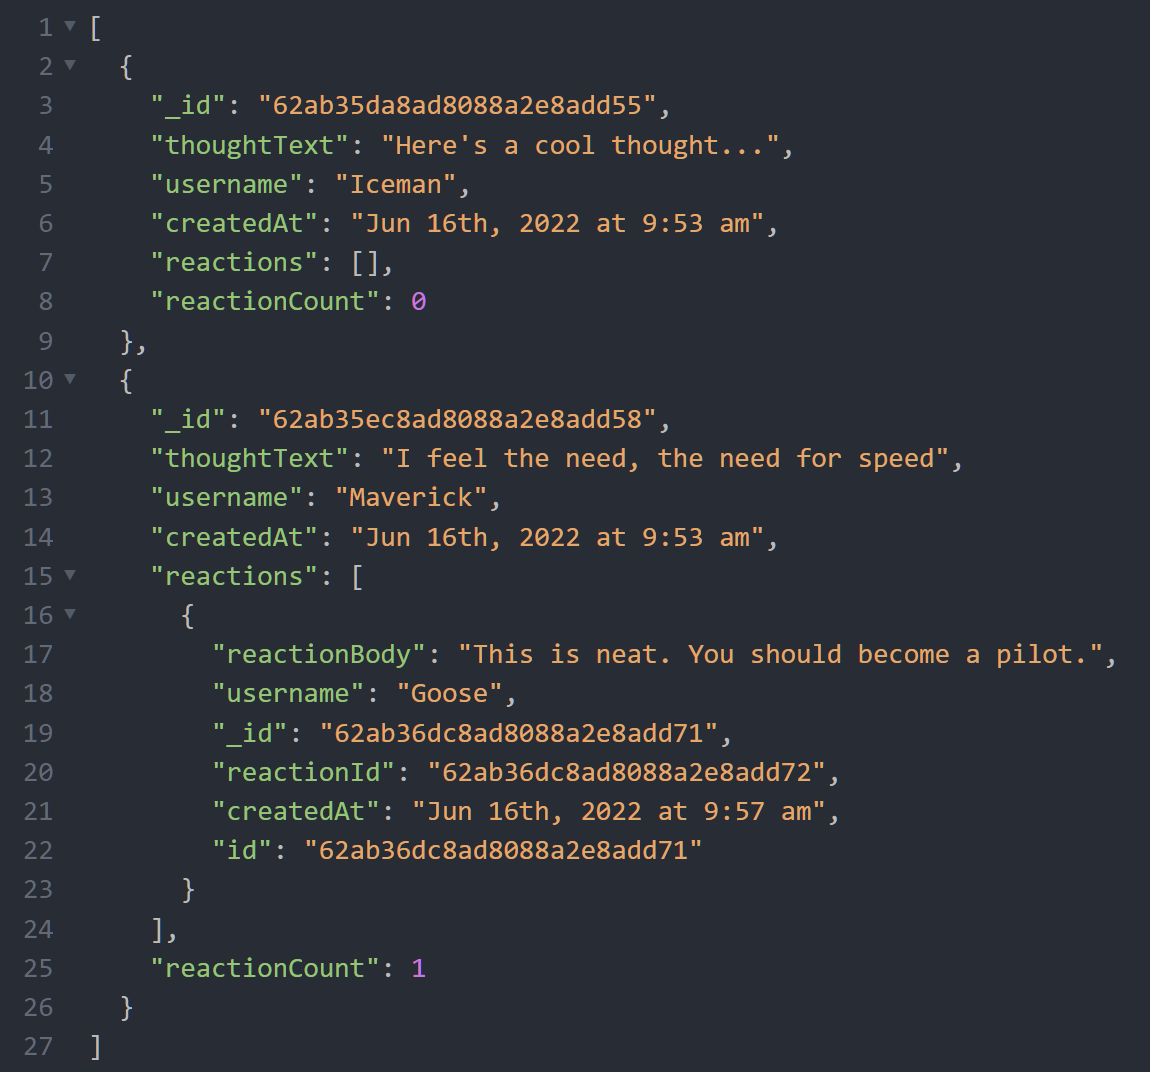 1 [
2 {
3 "_id": "62ab35da8ad8088a2e8add55",
4 "thoughtText": "Here's a cool thought...",
5 "username": "Iceman",
6 "createdAt": "Jun 16th, 2022 at 9:53 am",
7 "reactions": [],
8 "reactionCount": 0
9 },
10 {
11 "_id": "62ab35ec8ad8088a2e8add58",
12 "thoughtText": "I feel the need, the need for speed",
13 "username": "Maverick",
14 "createdAt": "Jun 16th, 2022 at 9:53 am",
15 "reactions": [
16 {
17 "reactionBody": "This is neat. You should become a pilot.",
18 "username": "Goose",
19 "_id": "62ab36dc8ad8088a2e8add71",
20 "reactionId": "62ab36dc8ad8088a2e8add72",
21 "createdAt": "Jun 16th, 2022 at 9:57 am",
22 "id": "62ab36dc8ad8088a2e8add71"
23 }
24 ],
25 "reactionCount": 1
26 }
27 ]